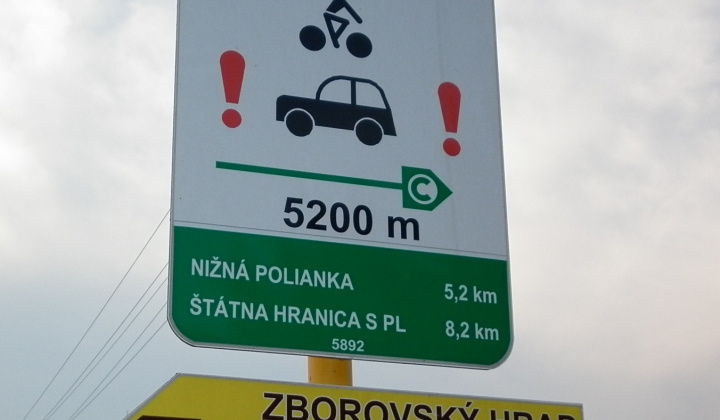 C
5200 m
NIŽNÁ POLIANKA 5,2 km
ŠTÁTNA HRANICA S PL 8,2 km
5892
ZBOROVSKÝ HRAD